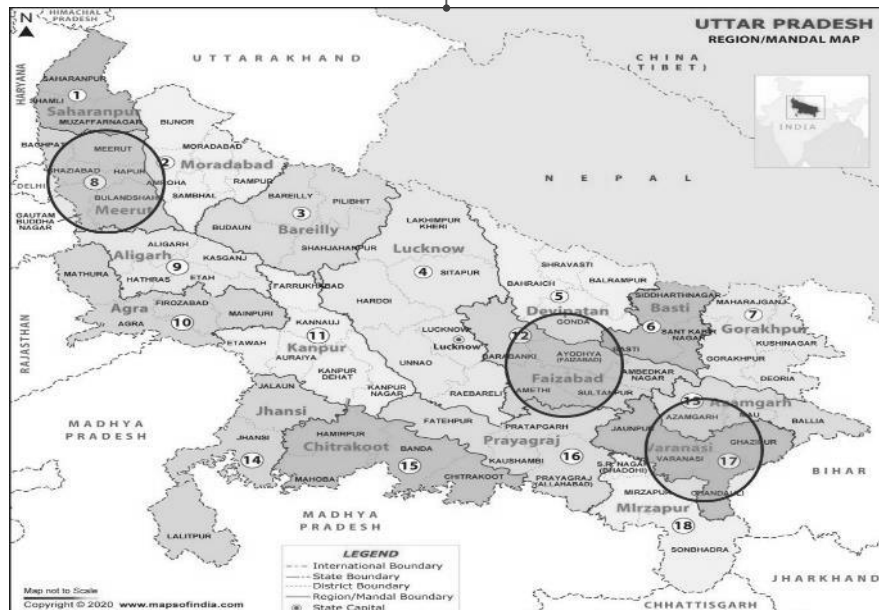 HIMACHAL
PRADESH
N
UTTAR PRADESH
REGION/MANDAL MAP
UTTARAKHAND
CHINA
(TIBET)
HARYANA
SAHARANPUR
1
SHAMLI
Saharanpur
MUZAFFARNAGAR
INDIA
BIJNOR
BAGHPAT
MEERUT
MORADABAD
2
Moradabad
GHAZIABAD
HAPUR
8
AMROHA
RAMPUR
DELHI
SAMBHAL
BULANDSHAHR
Meerut
GAUTAM
BUDDHA
NAGAR
NEPAL
BAREILLY
PILIBHIT
3
BUDAUN
Bareilly
SHAHJAHANPUR
LAKHIMPUR
KHERI
Lucknow
4
SITAPUR
HARDOI
ALIGARH
Aligarh
KASGANJ
9
HATHRAS
ETAH
MATHURA
FARRUKHABAD
SHRAVASTI
BAHRAICH
BALRAMPUR
5
Devipatan
GONDA
SIDDHARTHNAGAR
Basti
MAHARAJGANJ
7
6
SANT KABIR
NAGAR
Gorakhpur
KUSHINAGAR
BASTI
GORAKHPUR
DEORIA
FIROZABAD
Agra
10
MAINPURI
AGRA
RAJASTHAN
KANNAUJ
11
ETAWAH
Kanpur
AURAIYA
KANPUR
DEHAT
KANPUR
NAGAR
LUCKNOW
Lucknow
UNNAO
RAEBARELI
12
BARABANKI
AYODHYA
(FAIZABAD)
Faizabad
AMBEDKAR
NAGAR
AMETHI
SULTANPUR
13
Azamgarh
AZAMGARH
MAU
BALLIA
MADHYA
PRADESH
JALAUN
Jhansi
JHANSI
14
LALITPUR
HAMIRPUR
Chitrakoot
BANDA
15
MAHOBA
CHITRAKOOT
FATEHPUR
PRATAPGARH
Prayagraj
KAUSHAMBI
16
PRAYAGRAJ
(ALLAHABAD)
JAUNPUR
GHAZIPUR
Varanasi
VARANASI
17
S.R. NAGAR
(BHADOHI)
CHANDAULI
MIRZAPUR
Mirzapur
18
SONBHADRA
BIHAR
MADHYA
PRADESH
JHARKHAND
CHHATTISGARH
LEGEND
International Boundary
State Boundary
District Boundary
Region/Mandal Boundary
State Capital
Map not to Scale
Copyright © 2020 www.mapsofindia.com